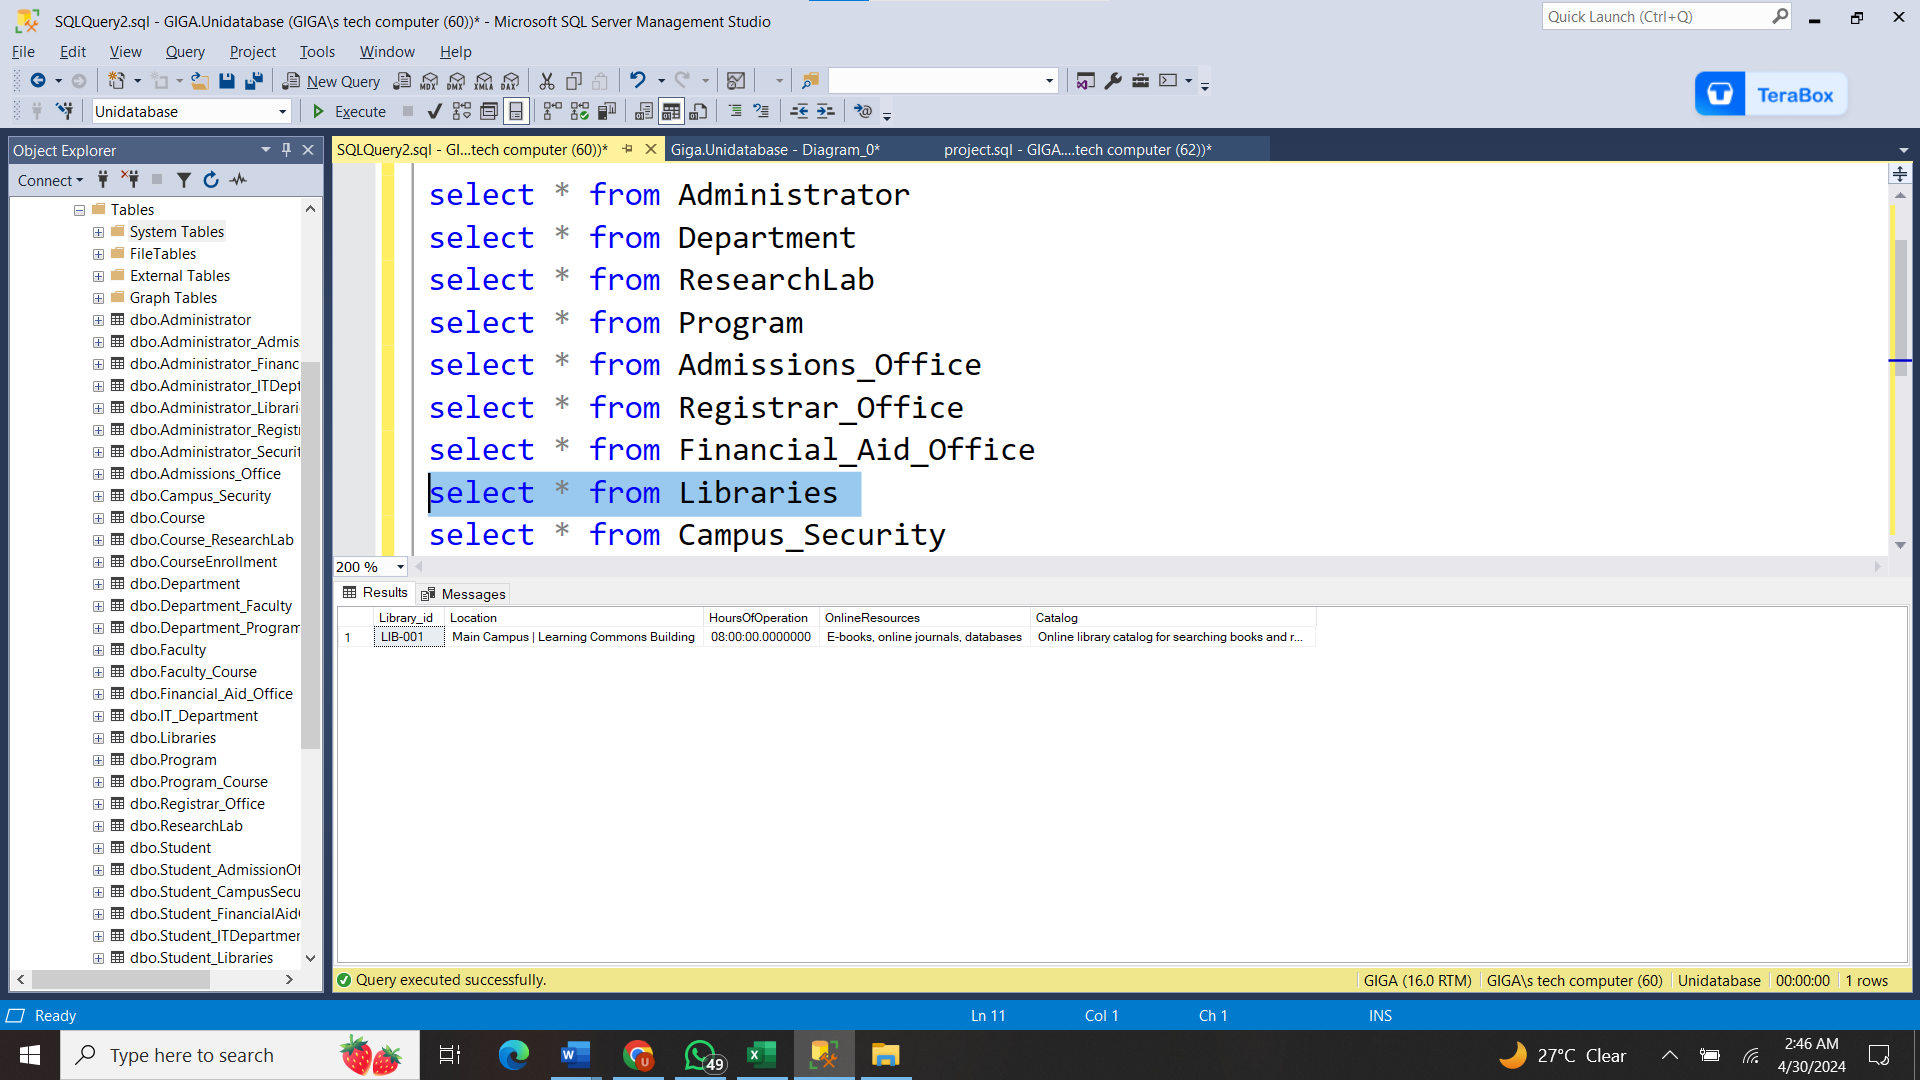 SQLQuery2.sql - GIGA.Unidatabase (GIGA\s tech computer (60))* - Microsoft SQL Server Management Studio
Quick Launch (Ctrl+Q)
File Edit View Query Project Tools Window Help
New Query
MDX DMX XMLA DAX
TeraBox
Unidatabase
Execute
Object Explorer
SQLQuery2.sql - GI...tech computer (60))*
Giga.Unidatabase - Diagram_0*
project.sql - GIGA....tech computer (62))*
Connect
Tables
System Tables
FileTables
External Tables
Graph Tables
dbo.Administrator
dbo.Administrator_Admis
dbo.Administrator_Financ
dbo.Administrator_ITDept
dbo.Administrator_Librari
dbo.Administrator_Registr
dbo.Administrator_Securit
dbo.Admissions_Office
dbo.Campus_Security
dbo.Course
dbo.Course_ResearchLab
dbo.CourseEnrollment
dbo.Department
dbo.Department_Faculty
dbo.Department_Program
dbo.Faculty
dbo.Faculty_Course
dbo.Financial_Aid_Office
dbo.IT_Department
dbo.Libraries
dbo.Program
dbo.Program_Course
dbo.Registrar_Office
dbo.ResearchLab
dbo.Student
dbo.Student_AdmissionOf
dbo.Student_CampusSecu
dbo.Student_FinancialAid
dbo.Student_ITDepartmer
dbo.Student_Libraries
select * from Administrator
select * from Department
select * from ResearchLab
select * from Program
select * from Admissions_Office
select * from Registrar_Office
select * from Financial_Aid_Office
select * from Libraries
select * from Campus_Security
200 %
Results Messages
Library_id Location HoursOfOperation OnlineResources Catalog
1 LIB-001 Main Campus | Learning Commons Building 08:00:00.0000000 E-books, online journals, databases Online library catalog for searching books and r...
Query executed successfully.
GIGA (16.0 RTM) GIGA\s tech computer (60) Unidatabase 00:00:00 1 rows
Ready
Ln 11 Col 1 Ch 1 INS
Type here to search
49
27°C Clear
2:46 AM
4/30/2024